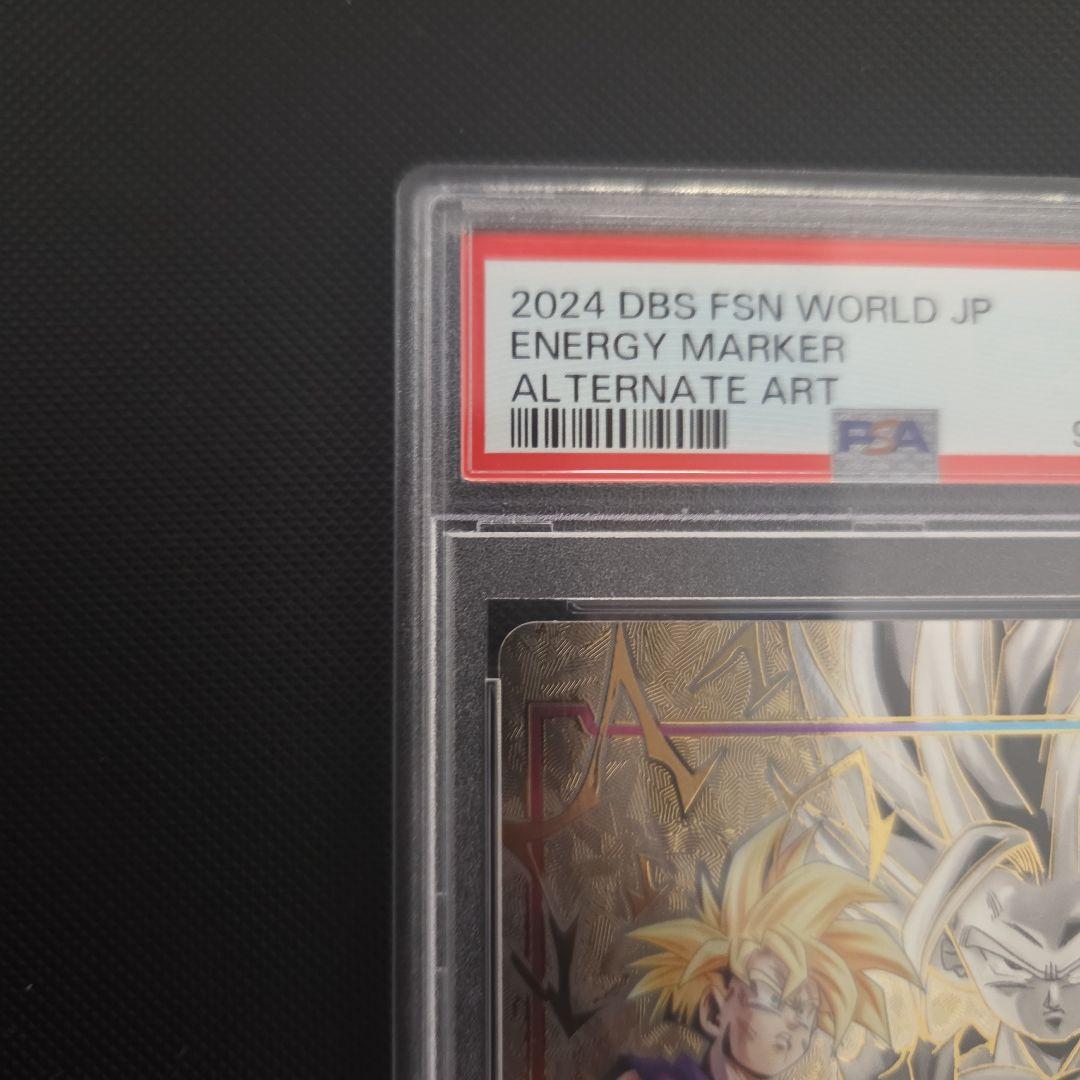 2024 DBS FSN WORLD JP
ENERGY MARKER
ALTERNATE ART
PSA